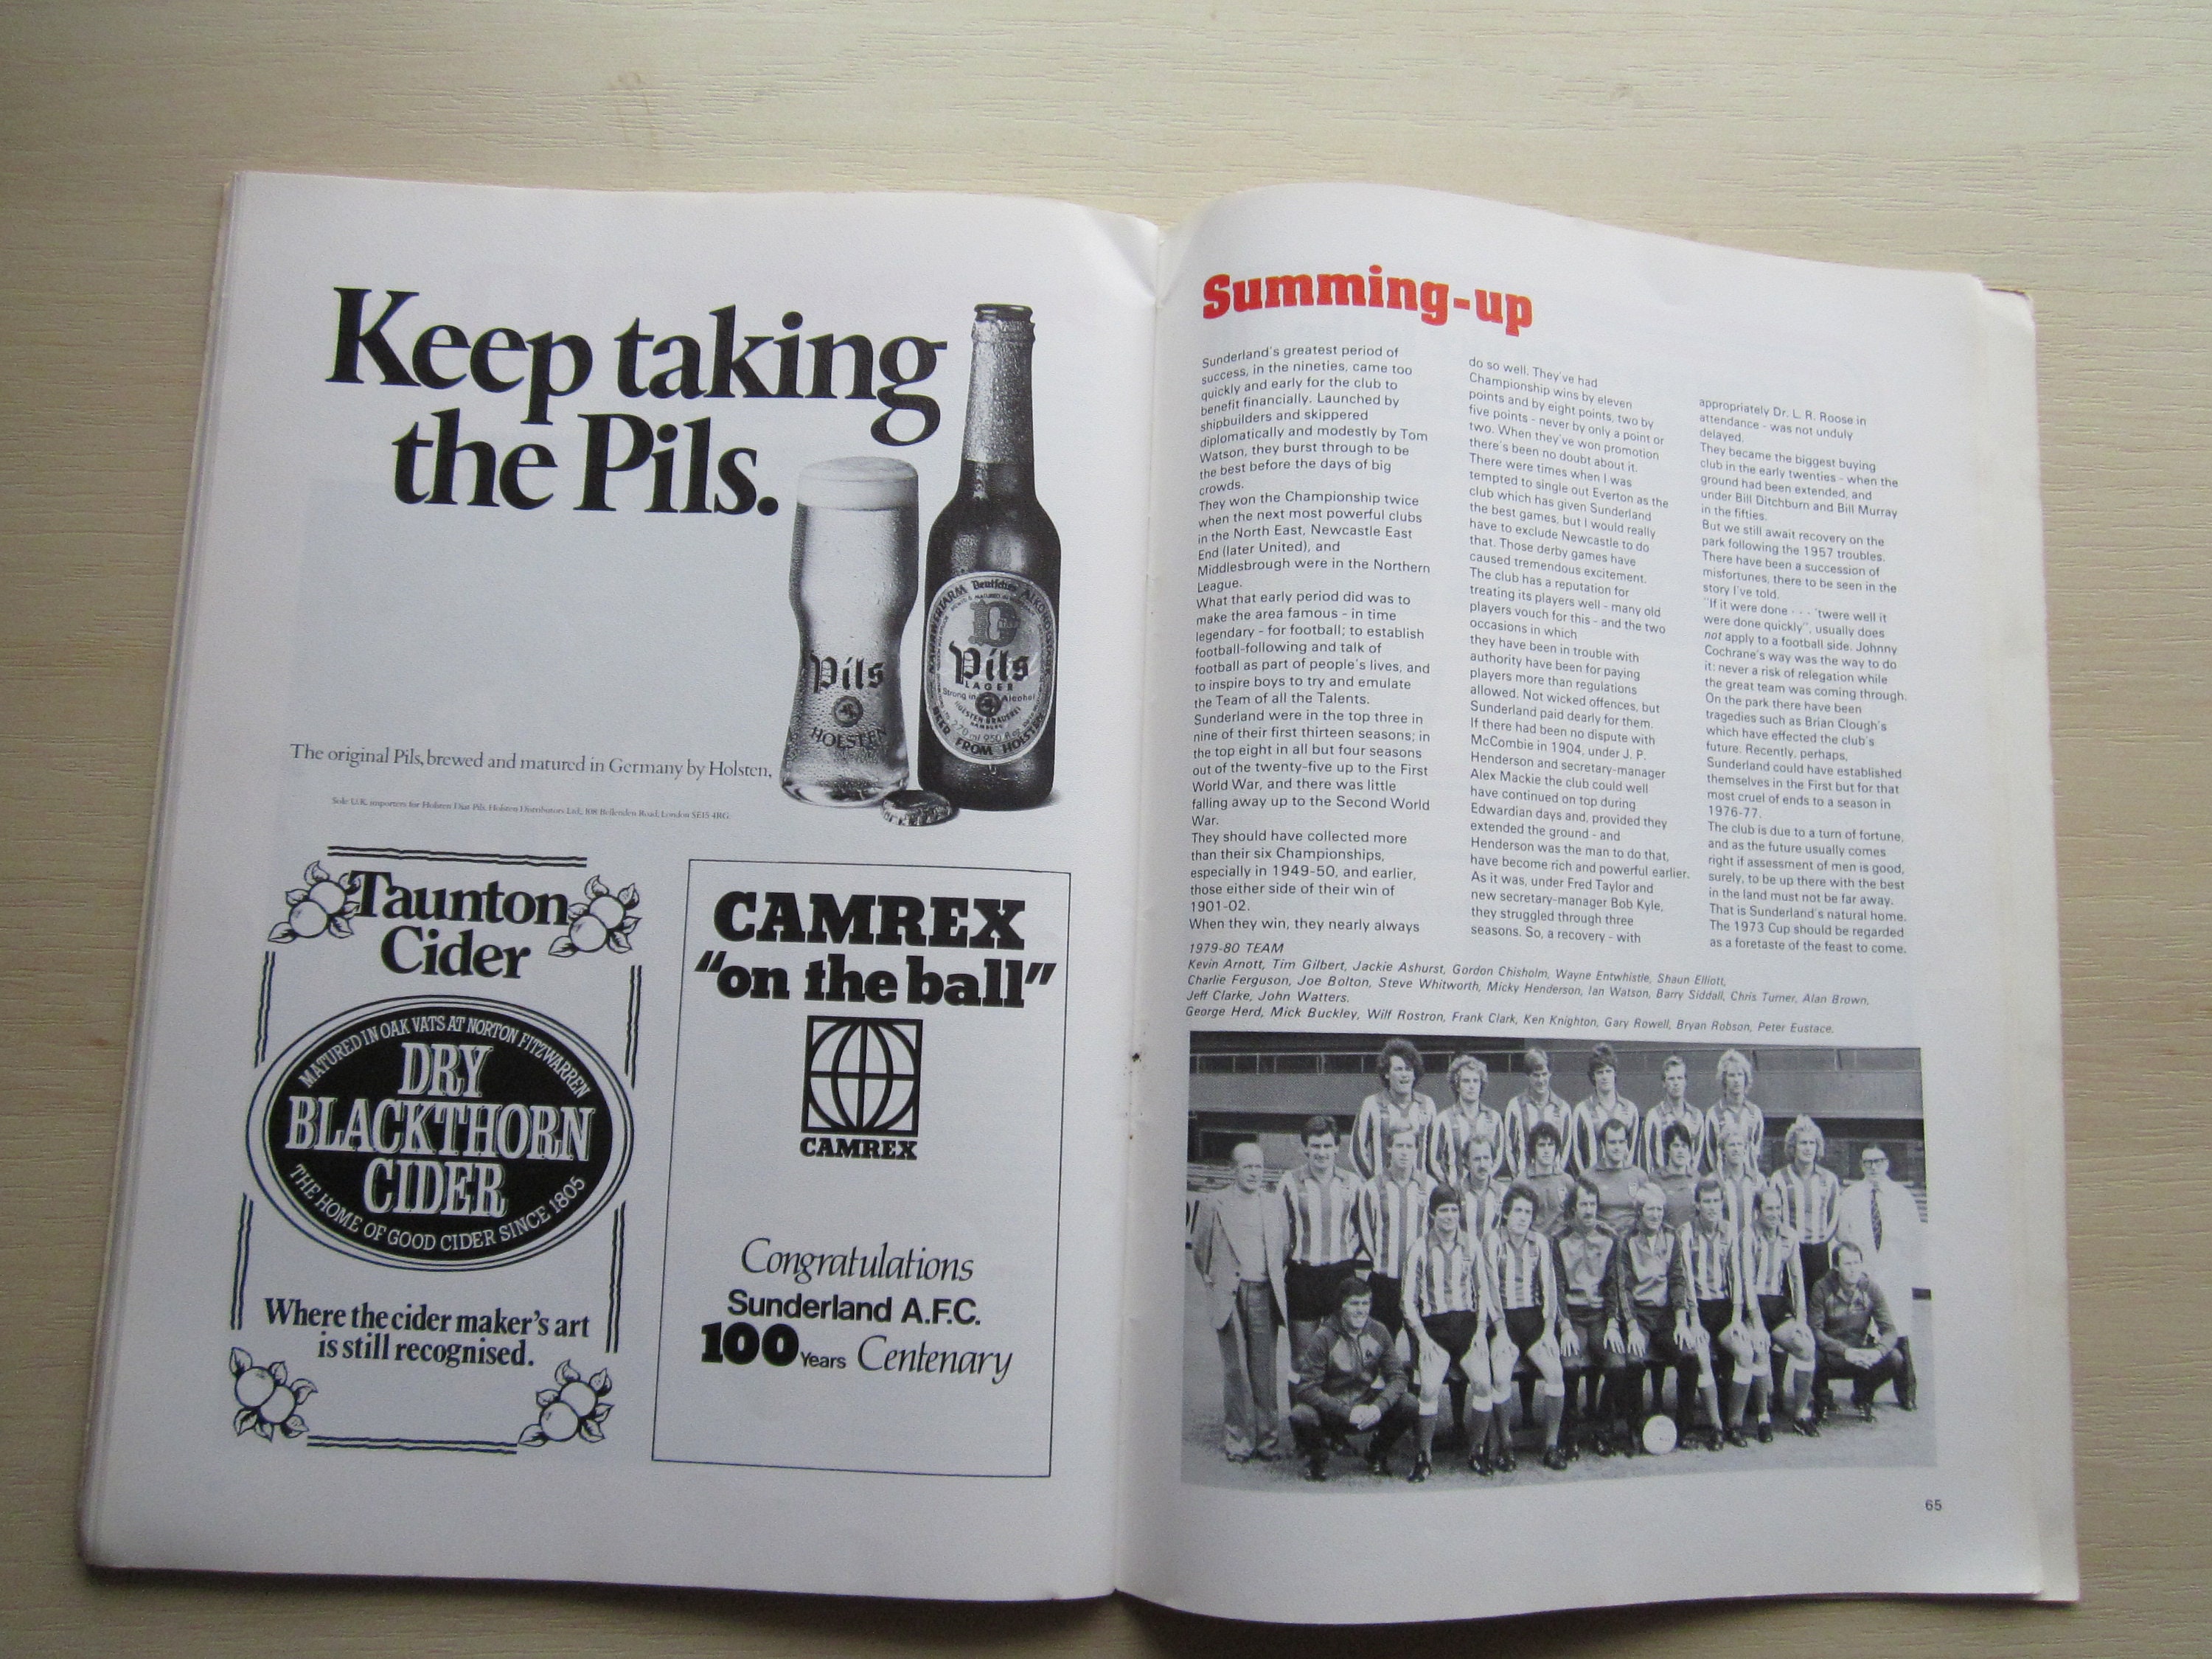 Keep taking
the Pils.
Pils
HOLSTEN
Deutscher
Pils
LAGER
Strong in Alcohol
HOLSTEN-BRAUEREI
HAMBURG
BEER FROM HOLSTEIN
The original Pils, brewed and matured in Germany by Holsten.
Sole U.K. importers for Holsten Diat Pils, Holsten Distributors Ltd., 108 Bellenden Road, London SE15 4RG
Taunton
Cider
MATURED IN OAK VATS AT NORTON FITZWARREN
DRY
BLACKTHORN
CIDER
THE HOME OF GOOD CIDER SINCE 1805
Where the cider maker's art
is still recognised.
CAMREX
"on the ball"
CAMREX
Congratulations
Sunderland A.F.C.
100 Years Centenary
Summing-up
Sunderland's greatest period of
success, in the nineties, came too
quickly and early for the club to
benefit financially. Launched by
shipbuilders and skippered
diplomatically and modestly by Tom
Watson, they burst through to be
the best before the days of big
crowds.
They won the Championship twice
when the next most powerful clubs
in the North East, Newcastle East
End (later United), and
Middlesbrough were in the Northern
League.
What that early period did was to
make the area famous - in time
legendary - for football; to establish
football-following and talk of
football as part of people's lives, and
to inspire boys to try and emulate
the Team of all the Talents.
Sunderland were in the top three in
nine of their first thirteen seasons; in
the top eight in all but four seasons
out of the twenty-five up to the First
World War, and there was little
falling away up to the Second World
War.
They should have collected more
than their six Championships,
especially in 1949-50, and earlier,
those either side of their win of
1901-02.
When they win, they nearly always
do so well. They've had
Championship wins by eleven
points and by eight points, two by
five points - never by only a point or
two. When they've won promotion
there's been no doubt about it.
There were times when I was
tempted to single out Everton as the
club which has given Sunderland
the best games, but I would really
have to exclude Newcastle to do
that. Those derby games have
caused tremendous excitement.
The club has a reputation for
treating its players well - many old
players vouch for this - and the two
occasions in which
they have been in trouble with
authority have been for paying
players more than regulations
allowed. Not wicked offences, but
Sunderland paid dearly for them.
If there had been no dispute with
McCombie in 1904, under J. P.
Henderson and secretary-manager
Alex Mackie the club could well
have continued on top during
Edwardian days and, provided they
extended the ground - and
Henderson was the man to do that,
have become rich and powerful earlier.
As it was, under Fred Taylor and
new secretary-manager Bob Kyle,
they struggled through three
seasons. So, a recovery - with
appropriately Dr. L. R. Roose in
attendance - was not unduly
delayed.
They became the biggest buying
club in the early twenties - when the
ground had been extended, and
under Bill Ditchburn and Bill Murray
in the fifties.
But we still await recovery on the
park following the 1957 troubles.
There have been a succession of
misfortunes, there to be seen in the
story I've told.
"If it were done - - - 'twere well it
were done quickly", usually does
not apply to a football side. Johnny
Cochrane's way was the way to do
it; never a risk of relegation while
the great team was coming through.
On the park there have been
tragedies such as Brian Clough's
which have effected the club's
future. Recently, perhaps,
Sunderland could have established
themselves in the First but for that
most cruel of ends to a season in
1976-77.
The club is due to a turn of fortune,
and as the future usually comes
right if assessment of men is good,
surely, to be up there with the best
in the land must not be far away.
That is Sunderland's natural home.
The 1973 Cup should be regarded
as a foretaste of the feast to come.
1979-80 TEAM
Kevin Arnott, Tim Gilbert, Jackie Ashurst, Gordon Chisholm, Wayne Entwhistle, Shaun Elliott,
Charlie Ferguson, Joe Bolton, Steve Whitworth, Micky Henderson, Ian Watson, Barry Siddall, Chris Turner, Alan Brown,
Jeff Clarke, John Watters.
George Herd, Mick Buckley, Wilf Rostron, Frank Clark, Ken Knighton, Gary Rowell, Bryan Robson, Peter Eustace.
65